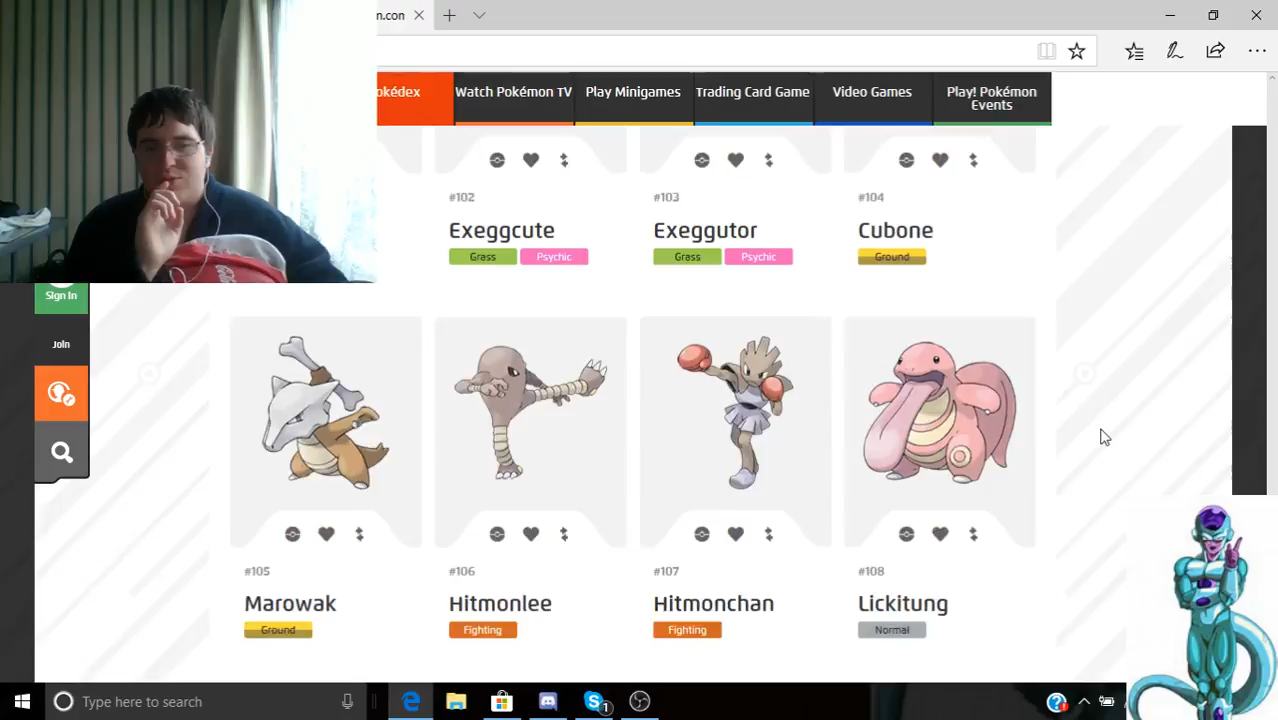 n.con
okédex
Watch Pokémon TV
Play Minigames
Trading Card Game
Video Games
Play! Pokémon
Events
#102
#103
#104
Exeggcute
Exeggutor
Cubone
Grass
Psychic
Grass
Psychic
Ground
Sign In
Join
#105
#106
#107
#108
Marowak
Hitmonlee
Hitmonchan
Lickitung
Ground
Fighting
Fighting
Normal
Type here to search
1